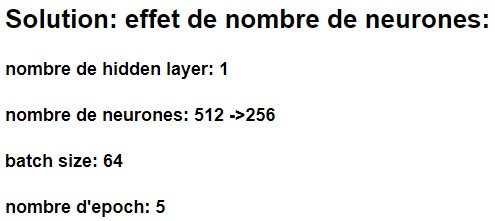 Solution: effet de nombre de neurones:
nombre de hidden layer: 1
nombre de neurones: 512 ->256
batch size: 64
nombre d'epoch: 5